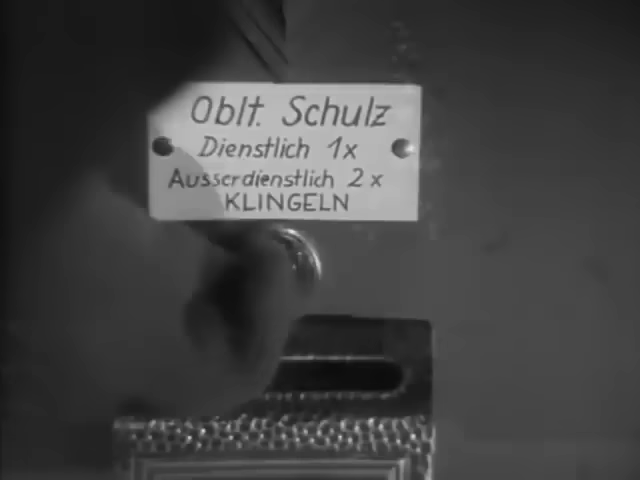 Oblt. Schulz
Dienstlich 1x
Ausserdienstlich 2x
KLINGELN